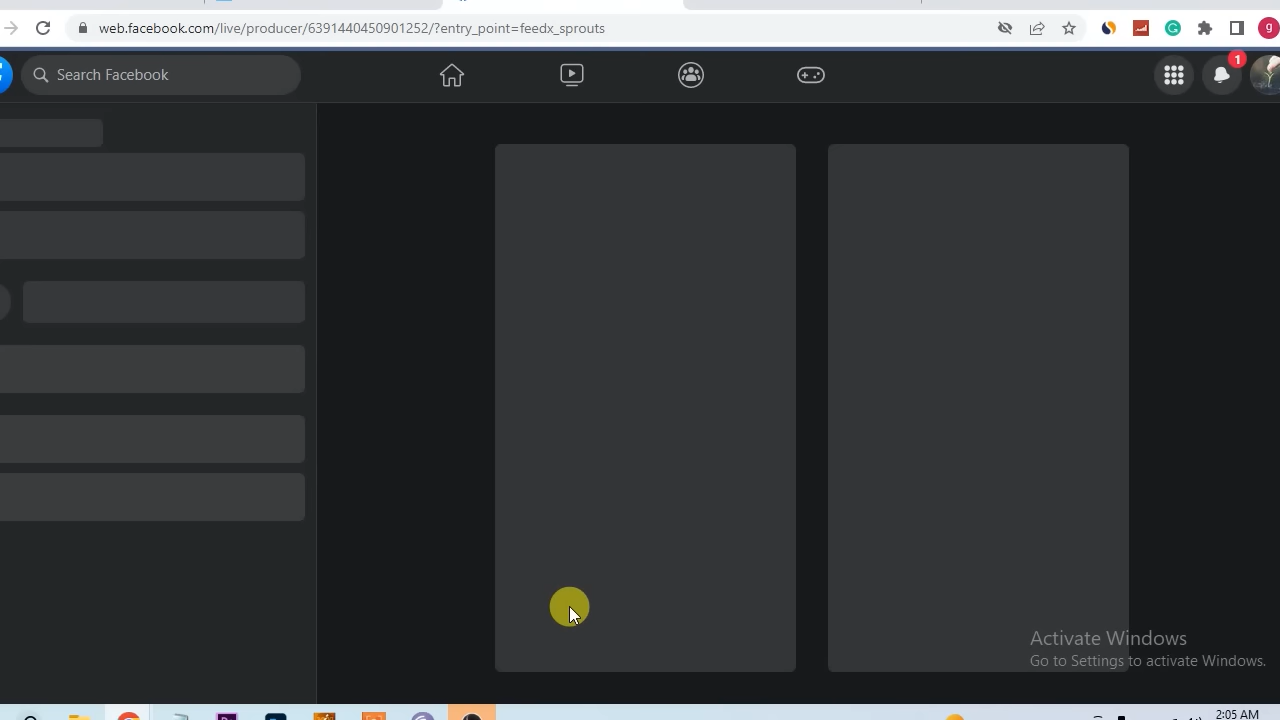 web.facebook.com/live/producer/6391440450901252/?entry_point=feedx_sprouts
g
Search Facebook
1
Activate Windows
Go to Settings to activate Windows.
2:05 AM